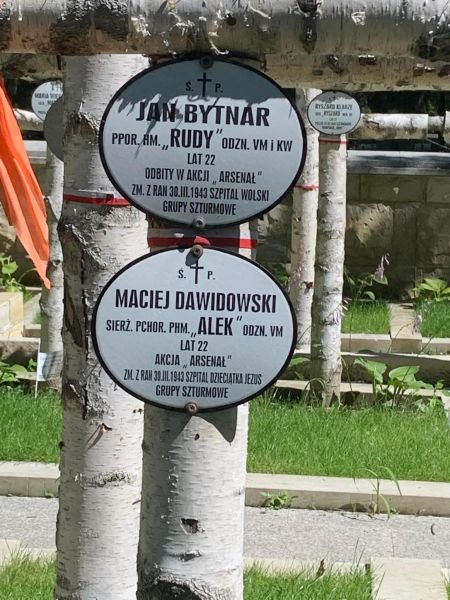 Ś. P.
JAN BYTNAR
PPOR. HM. „RUDY" ODZN. VM i KW
LAT 22
ODBITY W AKCJI „ARSENAŁ"
ZM. Z RAN 30.III.1943 SZPITAL WOLSKI
GRUPY SZTURMOWE
Ś. P.
MACIEJ DAWIDOWSKI
SIERŻ. PCHOR. PHM. „ALEK" ODZN. VM
LAT 22
AKCJA „ARSENAŁ"
ZM. Z RAN 30.III.1943 SZPITAL DZIECIĄTKA JEZUS
GRUPY SZTURMOWE